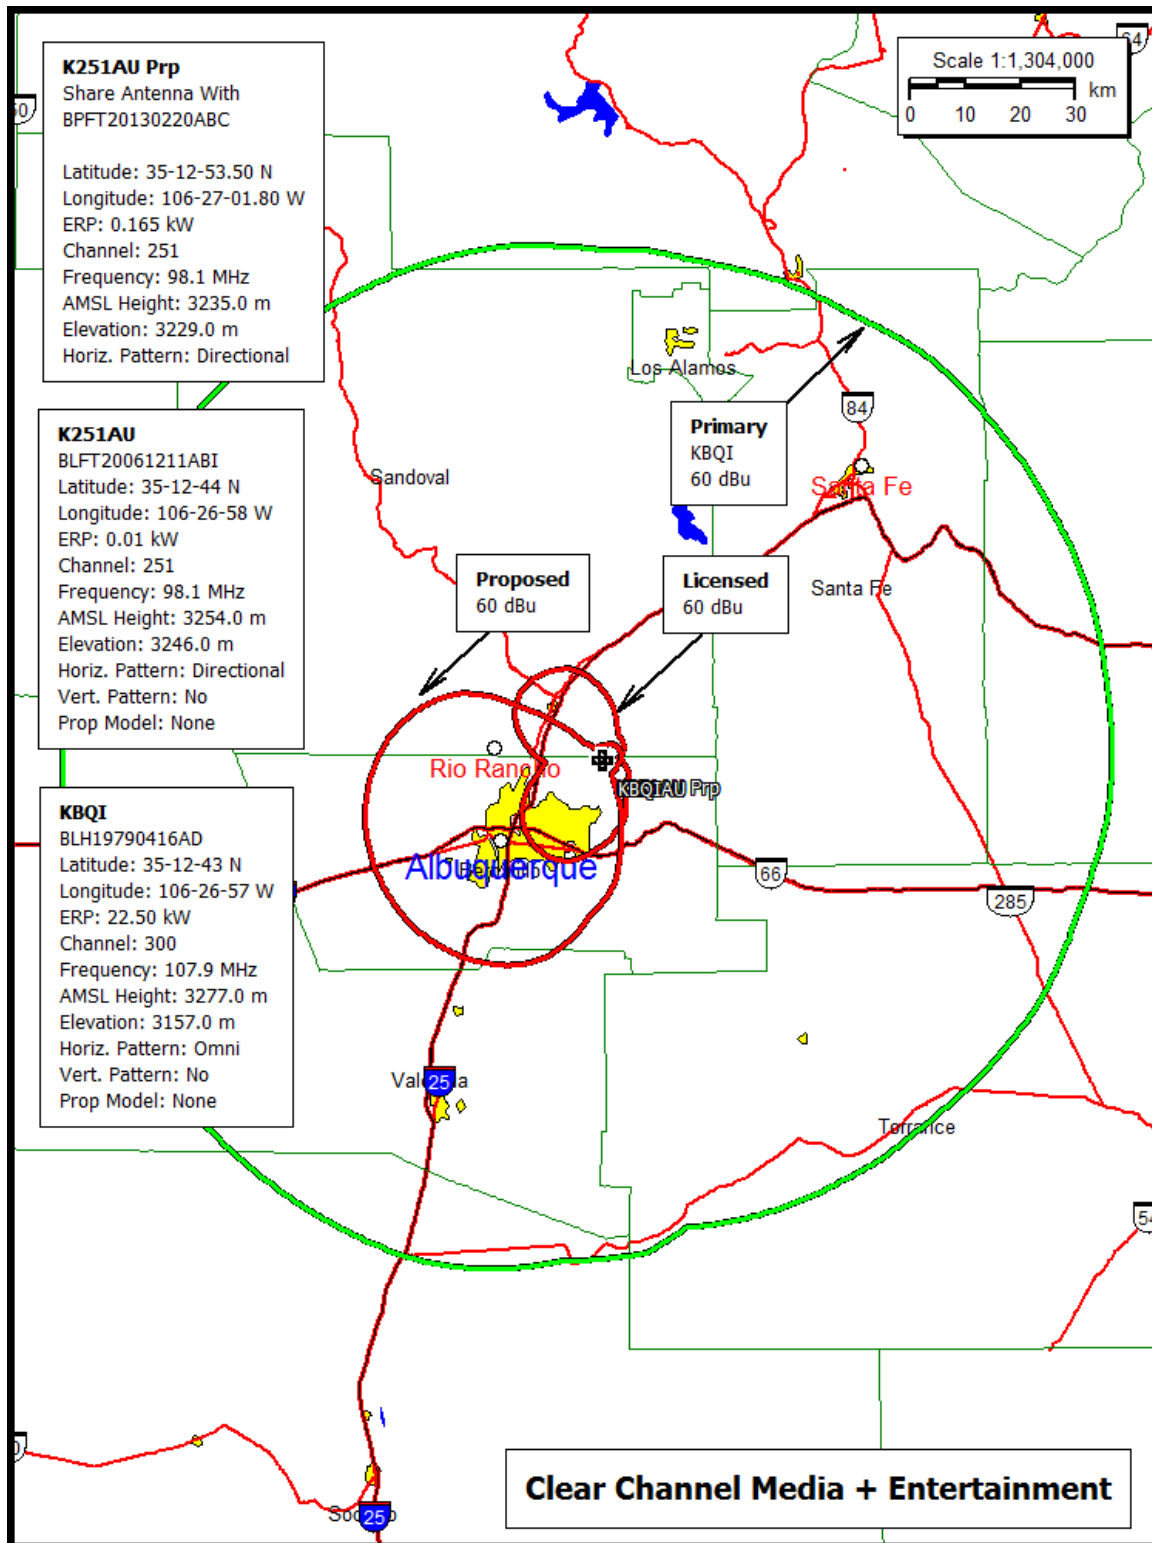 K251AU Prp
Share Antenna With
BPFT20130220ABC
Latitude: 35-12-53.50 N
Longitude: 106-27-01.80 W
ERP: 0.165 kW
Channel: 251
Frequency: 98.1 MHz
AMSL Height: 3235.0 m
Elevation: 3229.0 m
Horiz. Pattern: Directional
Scale 1:1,304,000
km
0 10 20 30
64
Los Alamos
84
K251AU
BLFT20061211ABI
Latitude: 35-12-44 N
Longitude: 106-26-58 W
ERP: 0.01 kW
Channel: 251
Frequency: 98.1 MHz
AMSL Height: 3254.0 m
Elevation: 3246.0 m
Horiz. Pattern: Directional
Vert. Pattern: No
Prop Model: None
Primary
KBQI
60 dBu
Sandoval
Santa Fe
Proposed
60 dBu
Licensed
60 dBu
Santa Fe
Rio Rancho
Prp
KBQI
BLH19790416AD
Latitude: 35-12-43 N
Longitude: 106-26-57 W
ERP: 22.50 kW
Channel: 300
Frequency: 107.9 MHz
AMSL Height: 3277.0 m
Elevation: 3157.0 m
Horiz. Pattern: Omni
Vert. Pattern: No
Prop Model: None
Albuquerque
66
285
25
Torrance
54
25
Clear Channel Media + Entertainment